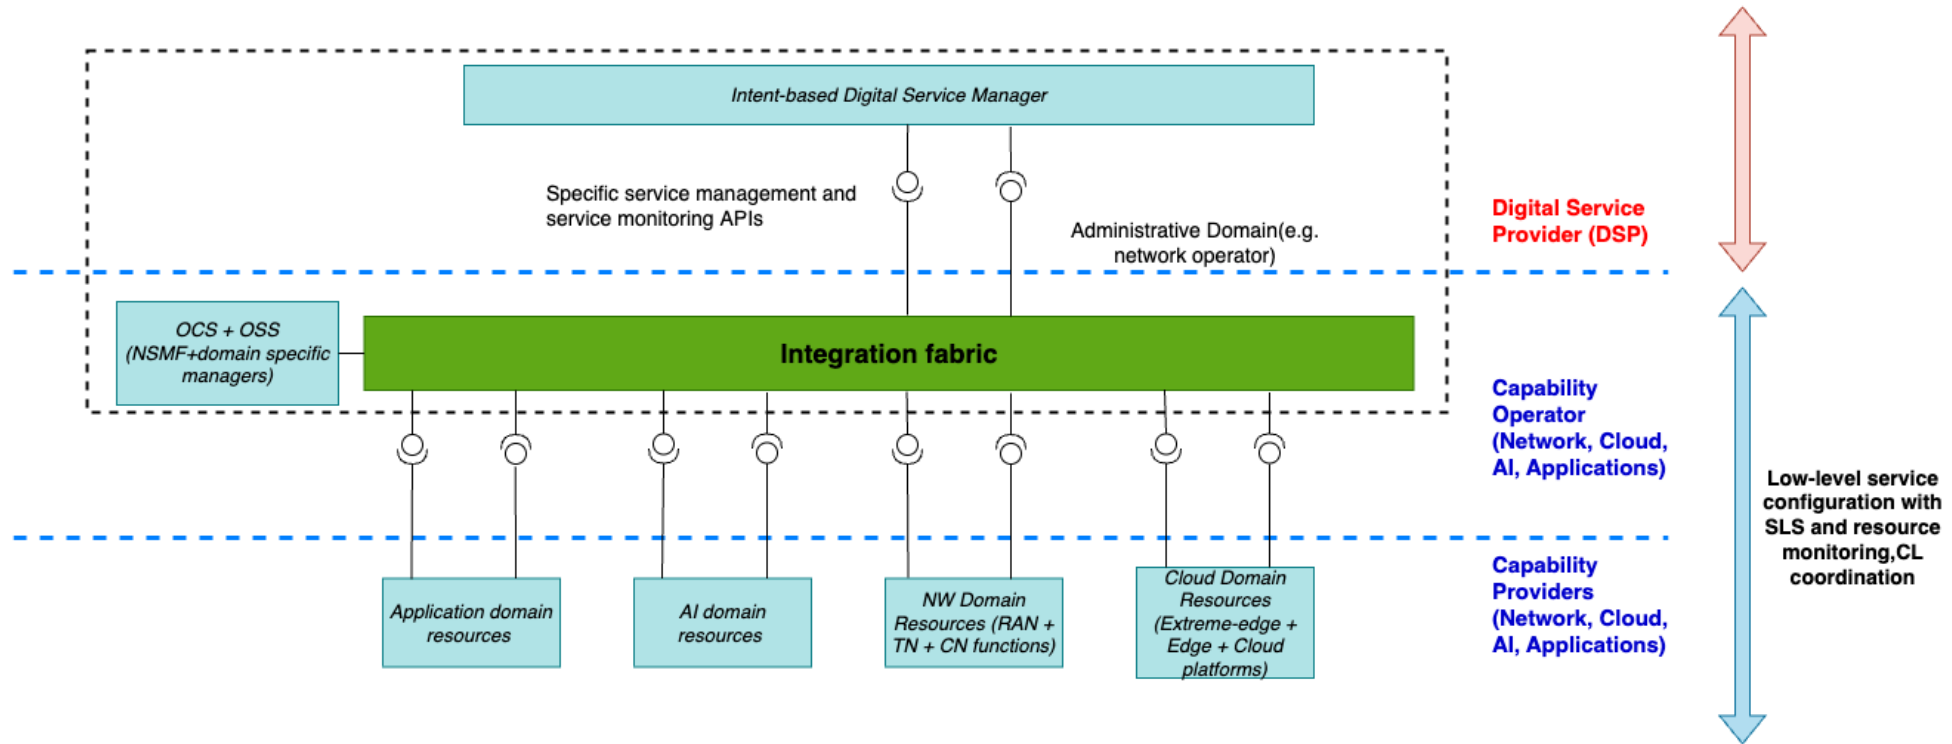 Intent-based Digital Service Manager
Specific service management and
service monitoring APIs
Administrative Domain(e.g.
network operator)
Digital Service
Provider (DSP)
OCS + OSS
(NSMF+domain specific
managers)
Integration fabric
Capability
Operator
(Network, Cloud,
AI, Applications)
Low-level service
configuration with
SLS and resource
monitoring,CL
coordination
Application domain
resources
AI domain
resources
NW Domain
Resources (RAN +
TN + CN functions)
Cloud Domain
Resources
(Extreme-edge +
Edge + Cloud
platforms)
Capability
Providers
(Network, Cloud,
AI, Applications)